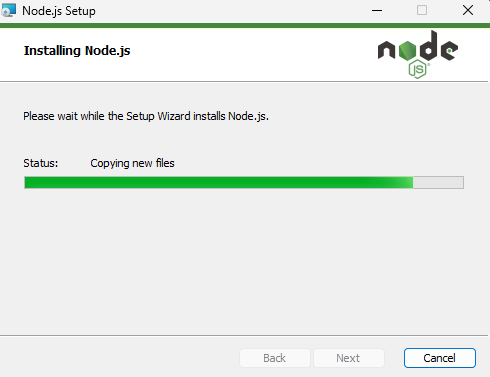 Node.js Setup
Installing Node.js
node
JS
Please wait while the Setup Wizard installs Node.js.
Status: Copying new files
Back Next Cancel